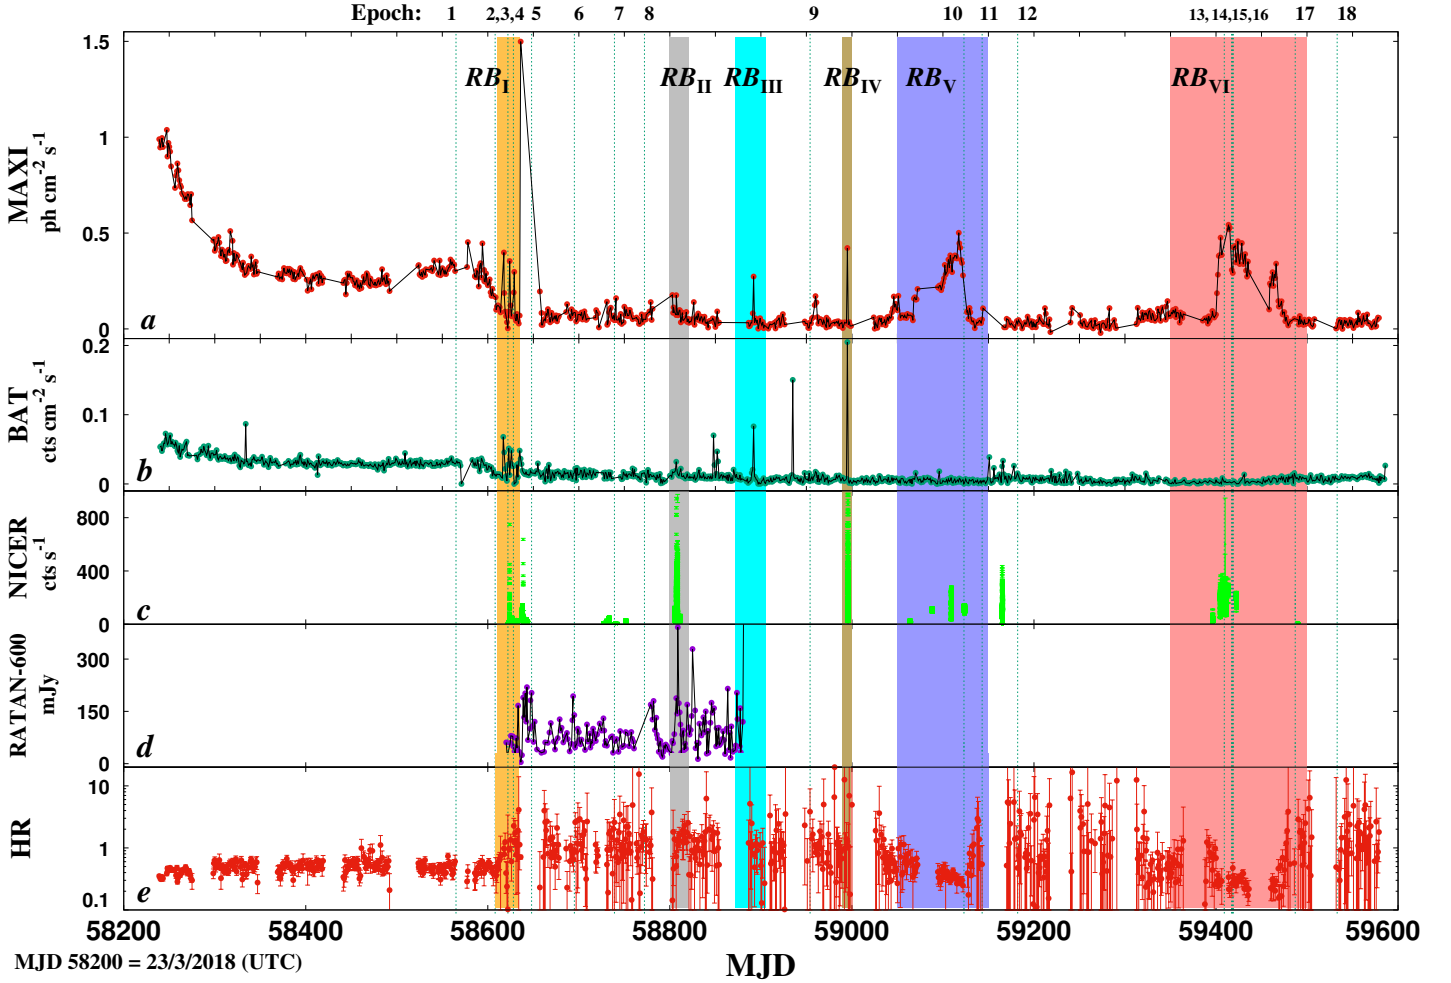 Epoch: 1 2,3,4 5 6 7 8 9 10 11 12 13, 14,15, 16 17 18
RB_I RB_II RB_III RB_IV RB_V RB_VI
MAXI
ph cm^-2 s^-1
1.5
1
0.5
0
a
BAT
cts cm^-2 s^-1
0.2
0.1
0
b
NICER
cts s^-1
800
400
0
c
RATAN-600
mJy
300
150
0
d
HR
10
1
0.1
e
58200 58400 58600 58800 59000 59200 59400 59600
MJD 58200 = 23/3/2018 (UTC)
MJD